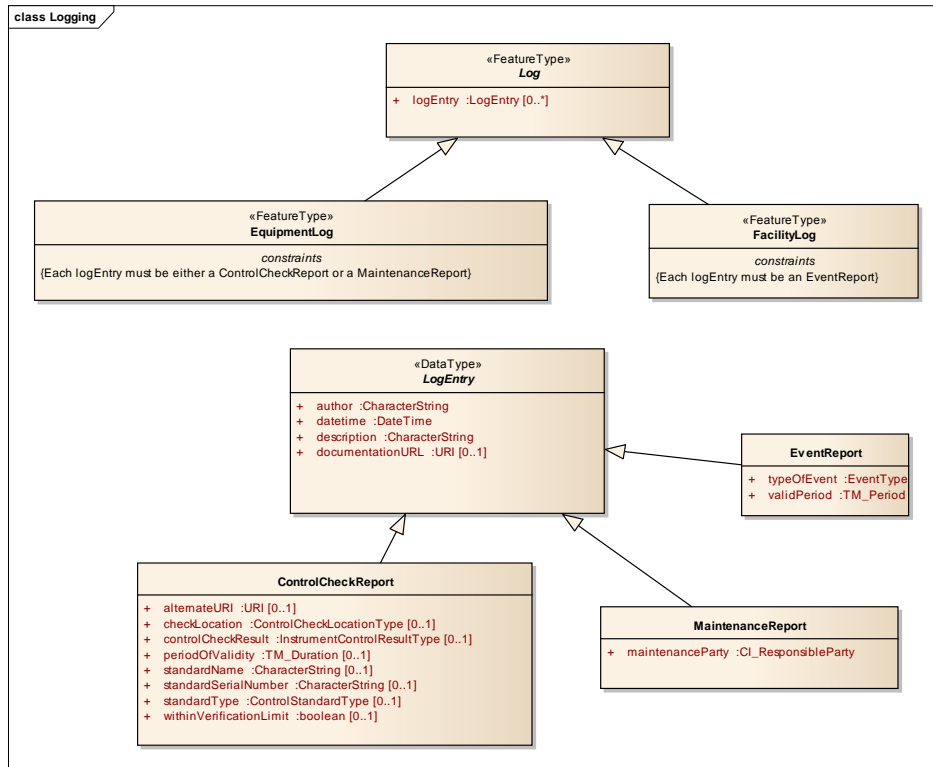 class Logging
«FeatureType»
Log
+ logEntry :LogEntry [0..*]
«FeatureType»
EquipmentLog
constraints
{Each logEntry must be either a ControlCheckReport or a MaintenanceReport}
«FeatureType»
FacilityLog
constraints
{Each logEntry must be an EventReport}
«DataType»
LogEntry
+ author :CharacterString
+ datetime :DateTime
+ description :CharacterString
+ documentationURL :URI [0..1]
EventReport
+ typeOfEvent :EventType
+ validPeriod :TM_Period
ControlCheckReport
+ alternateURI :URI [0..1]
+ checkLocation :ControlCheckLocationType [0..1]
+ controlCheckResult :InstrumentControlResultType [0..1]
+ periodOfValidity :TM_Duration [0..1]
+ standardName :CharacterString [0..1]
+ standardSerialNumber :CharacterString [0..1]
+ standardType :ControlStandardType [0..1]
+ withinVerificationLimit :boolean [0..1]
MaintenanceReport
+ maintenanceParty :CI_ResponsibleParty